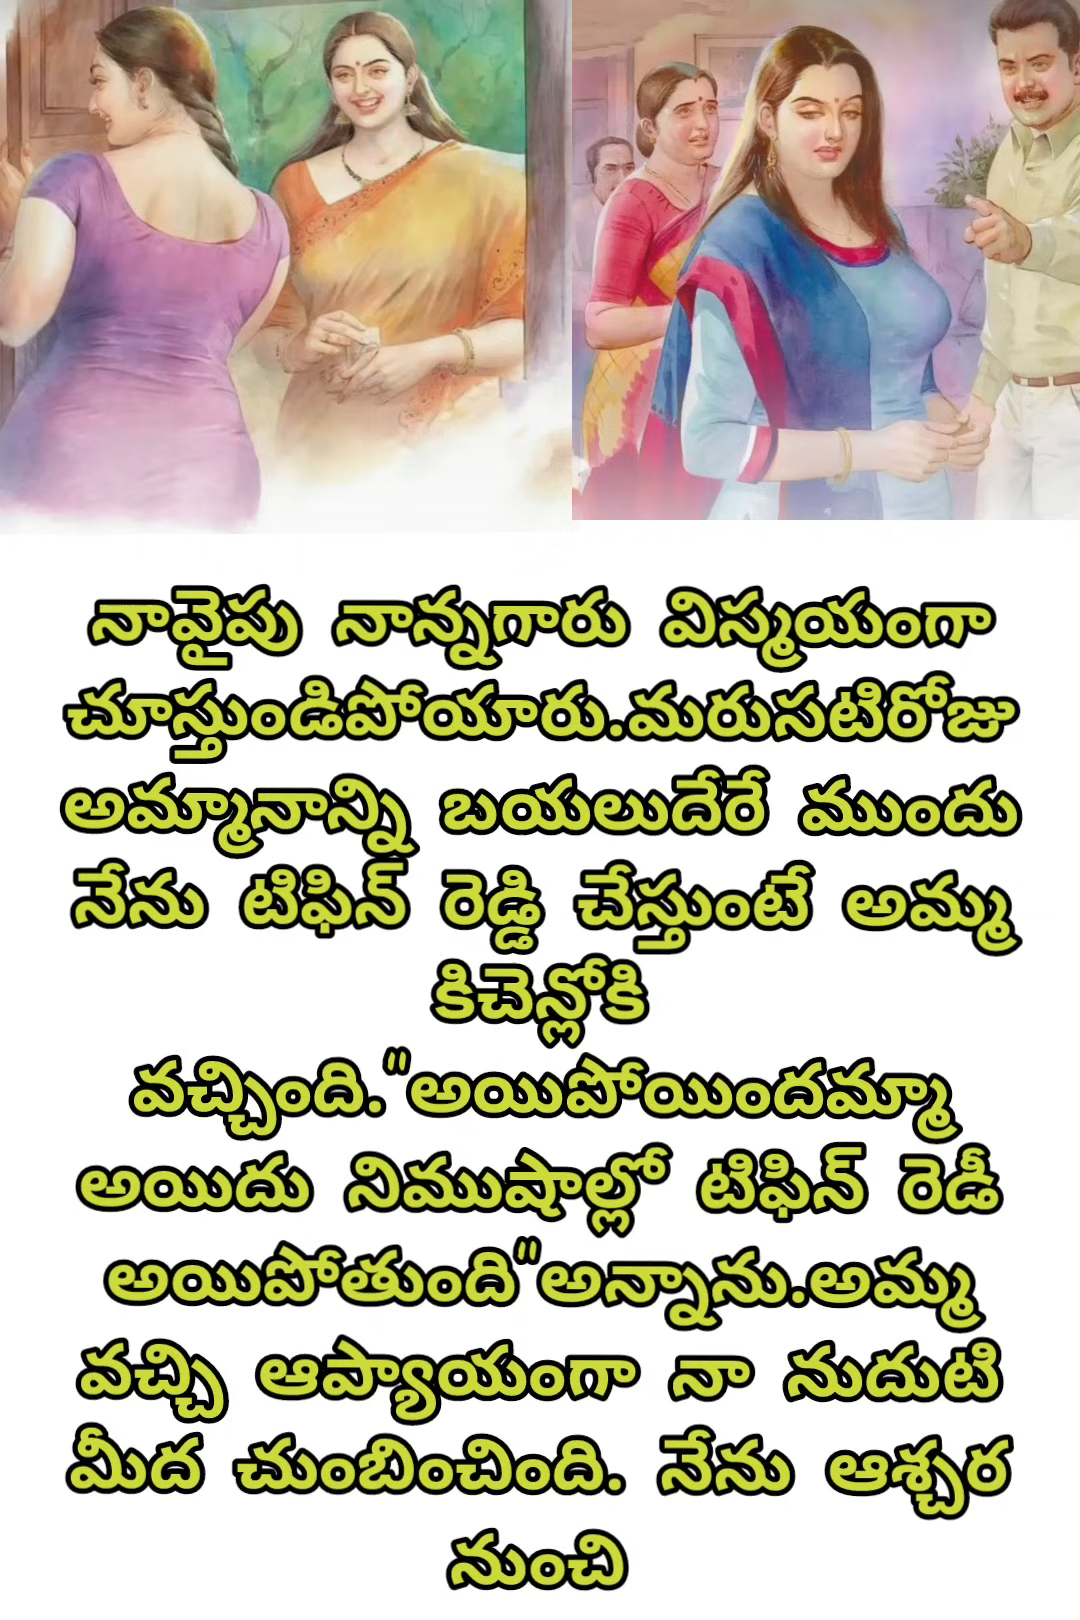 నావైపు నాన్నగారు విస్మయంగా
చూస్తుండిపోయారు.మరుసటిరోజు
అమ్మానాన్ని బయలుదేరే ముందు
నేను టిఫిన్ రెడ్డి చేస్తుంటే అమ్మ
కిచెన్లోకి
వచ్చింది."అయిపోయిందమ్మా
అయిదు నిముషాల్లో టిఫిన్ రెడీ
అయిపోతుంది"అన్నాను.అమ్మ
వచ్చి ఆప్యాయంగా నా నుదుటి
మీద చుంబించింది. నేను ఆశ్చర
నుంచి